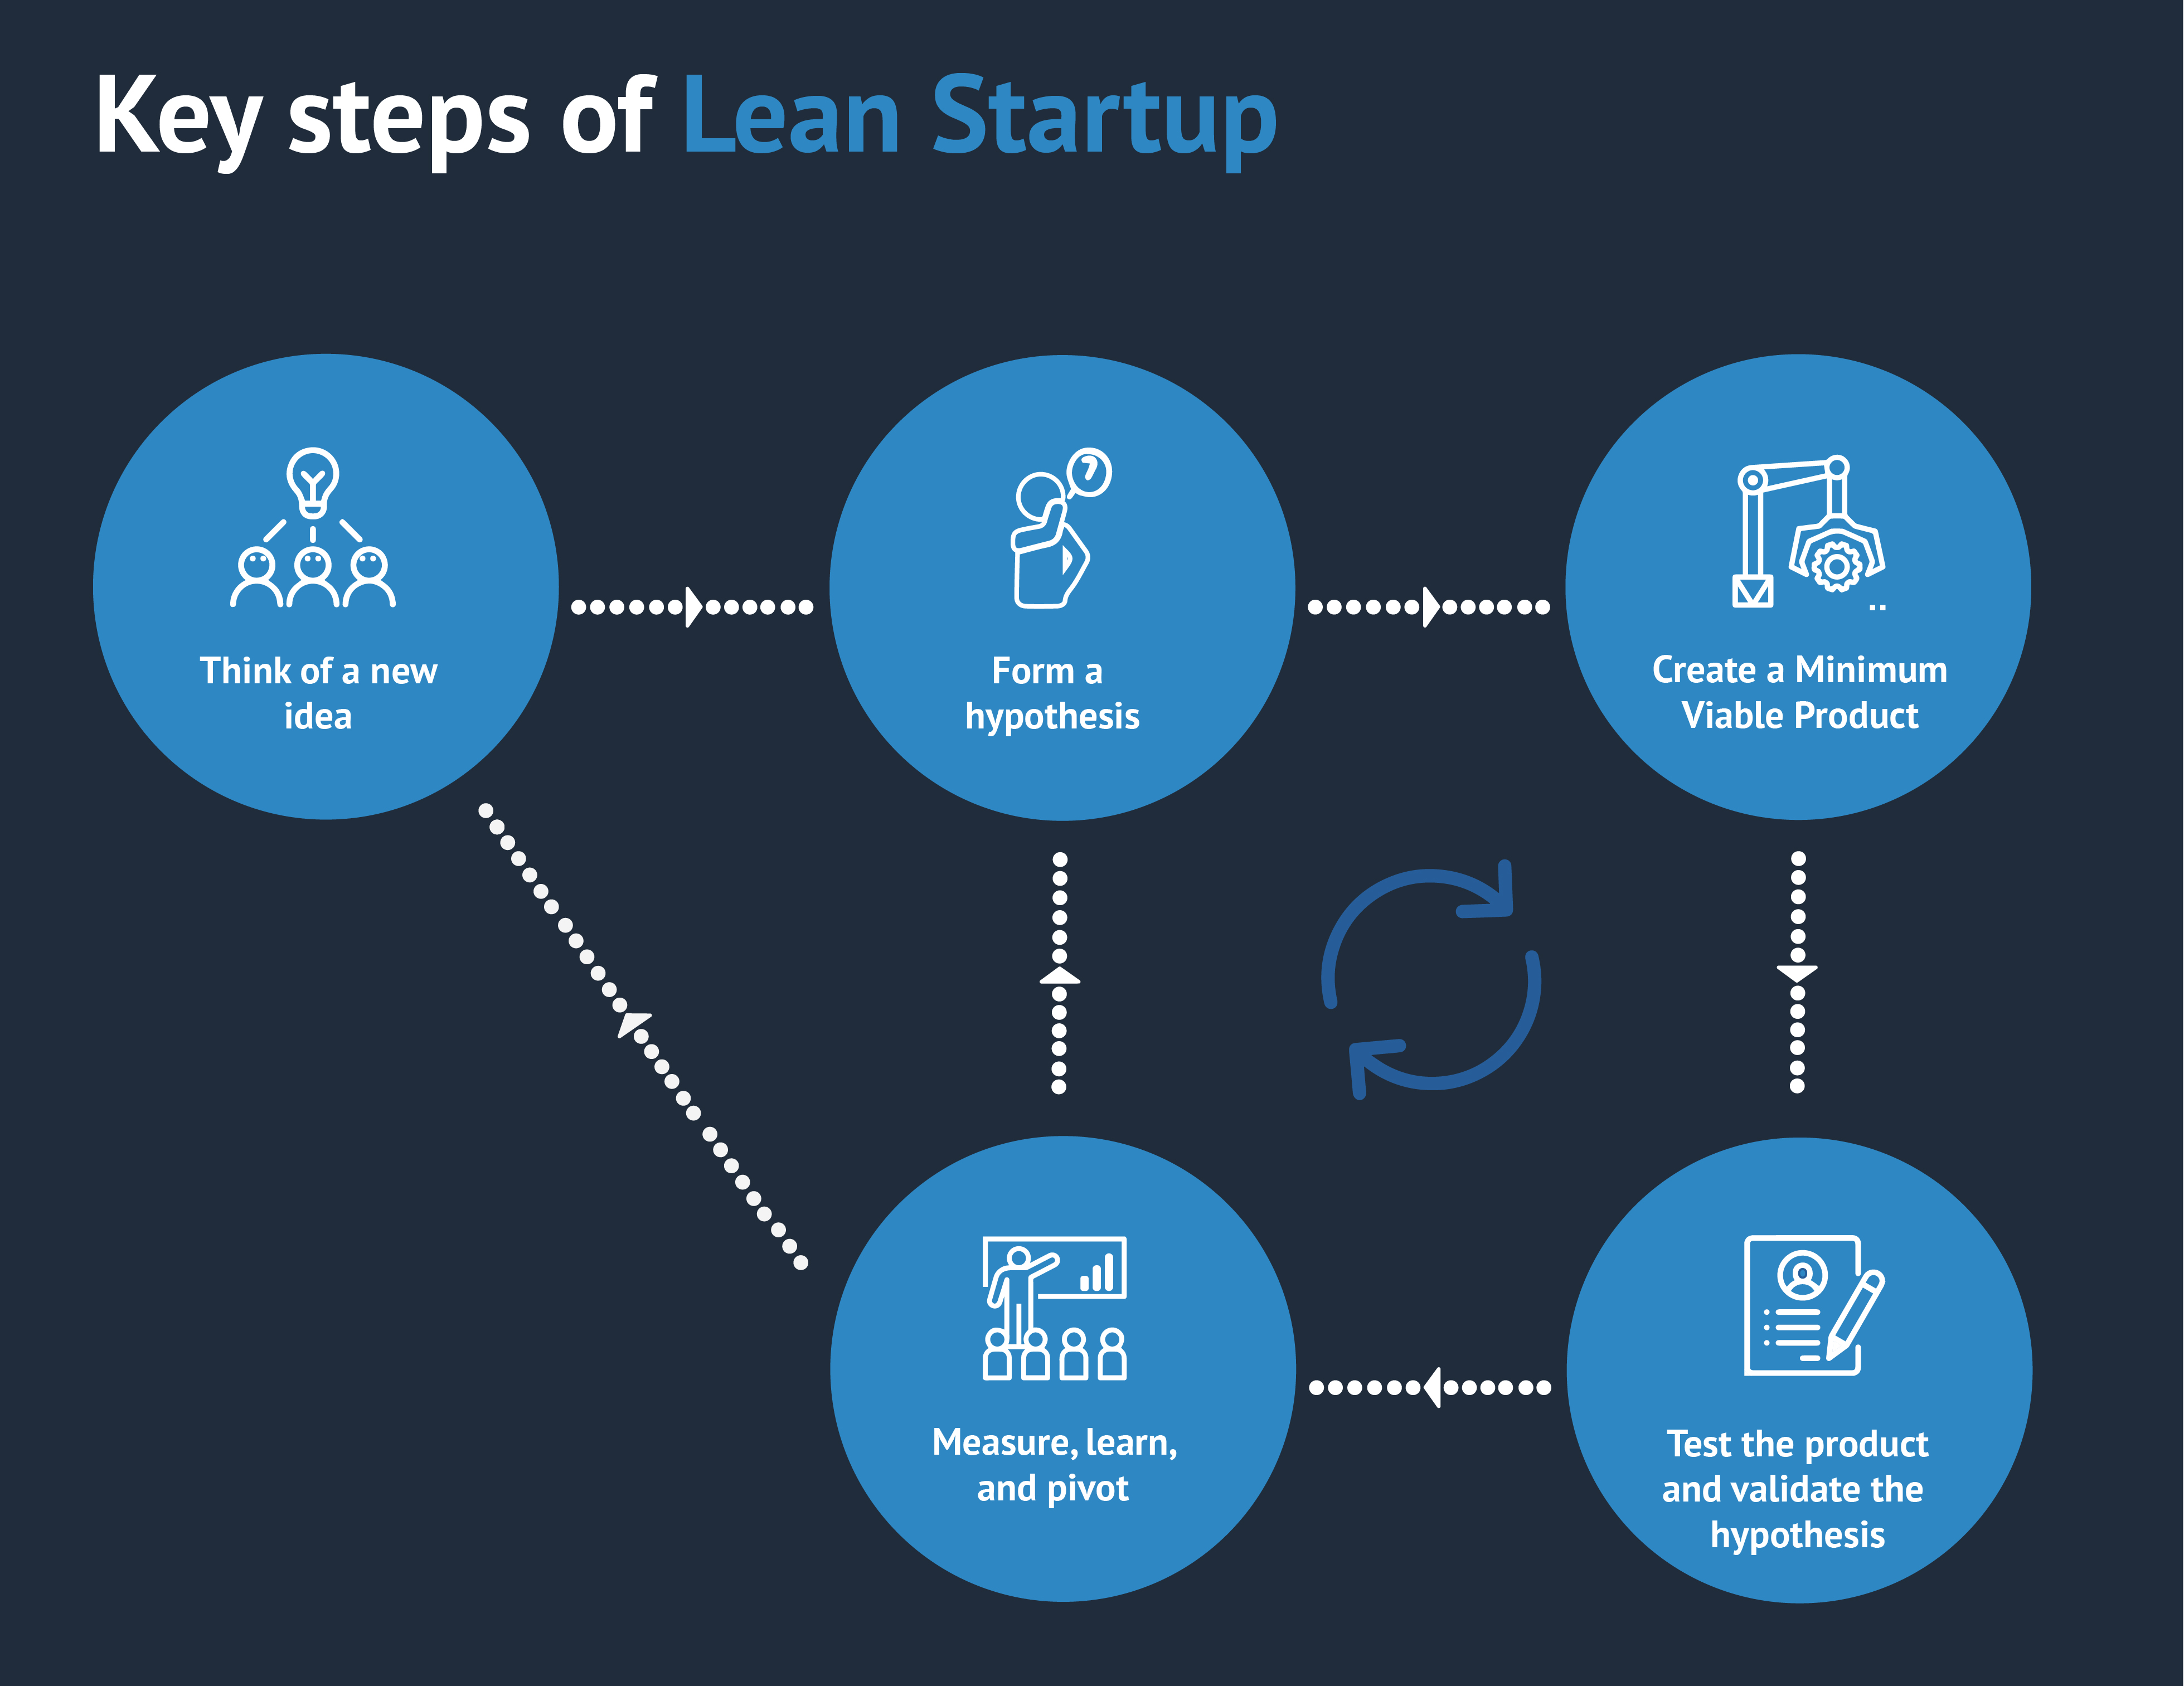 Key steps of Lean Startup
Think of a new
idea
Form a
hypothesis
Create a Minimum
Viable Product
Measure, learn,
and pivot
Test the product
and validate the
hypothesis